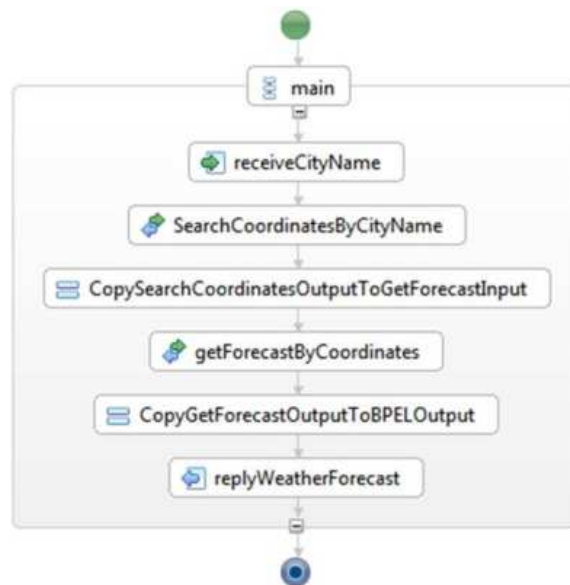 main
receiveCityName
SearchCoordinatesByCityName
CopySearchCoordinatesOutputToGetForecastInput
getForecastByCoordinates
CopyGetForecastOutputToBPELOutput
replyWeatherForecast